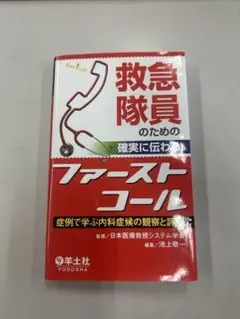 救急
隊員
のための
確実に伝わる
ファースト
コール
症例で学ぶ内科症候の観察と
監修/日本医療教授システム学会
編集/池上敬一
羊土社
YODOSHA